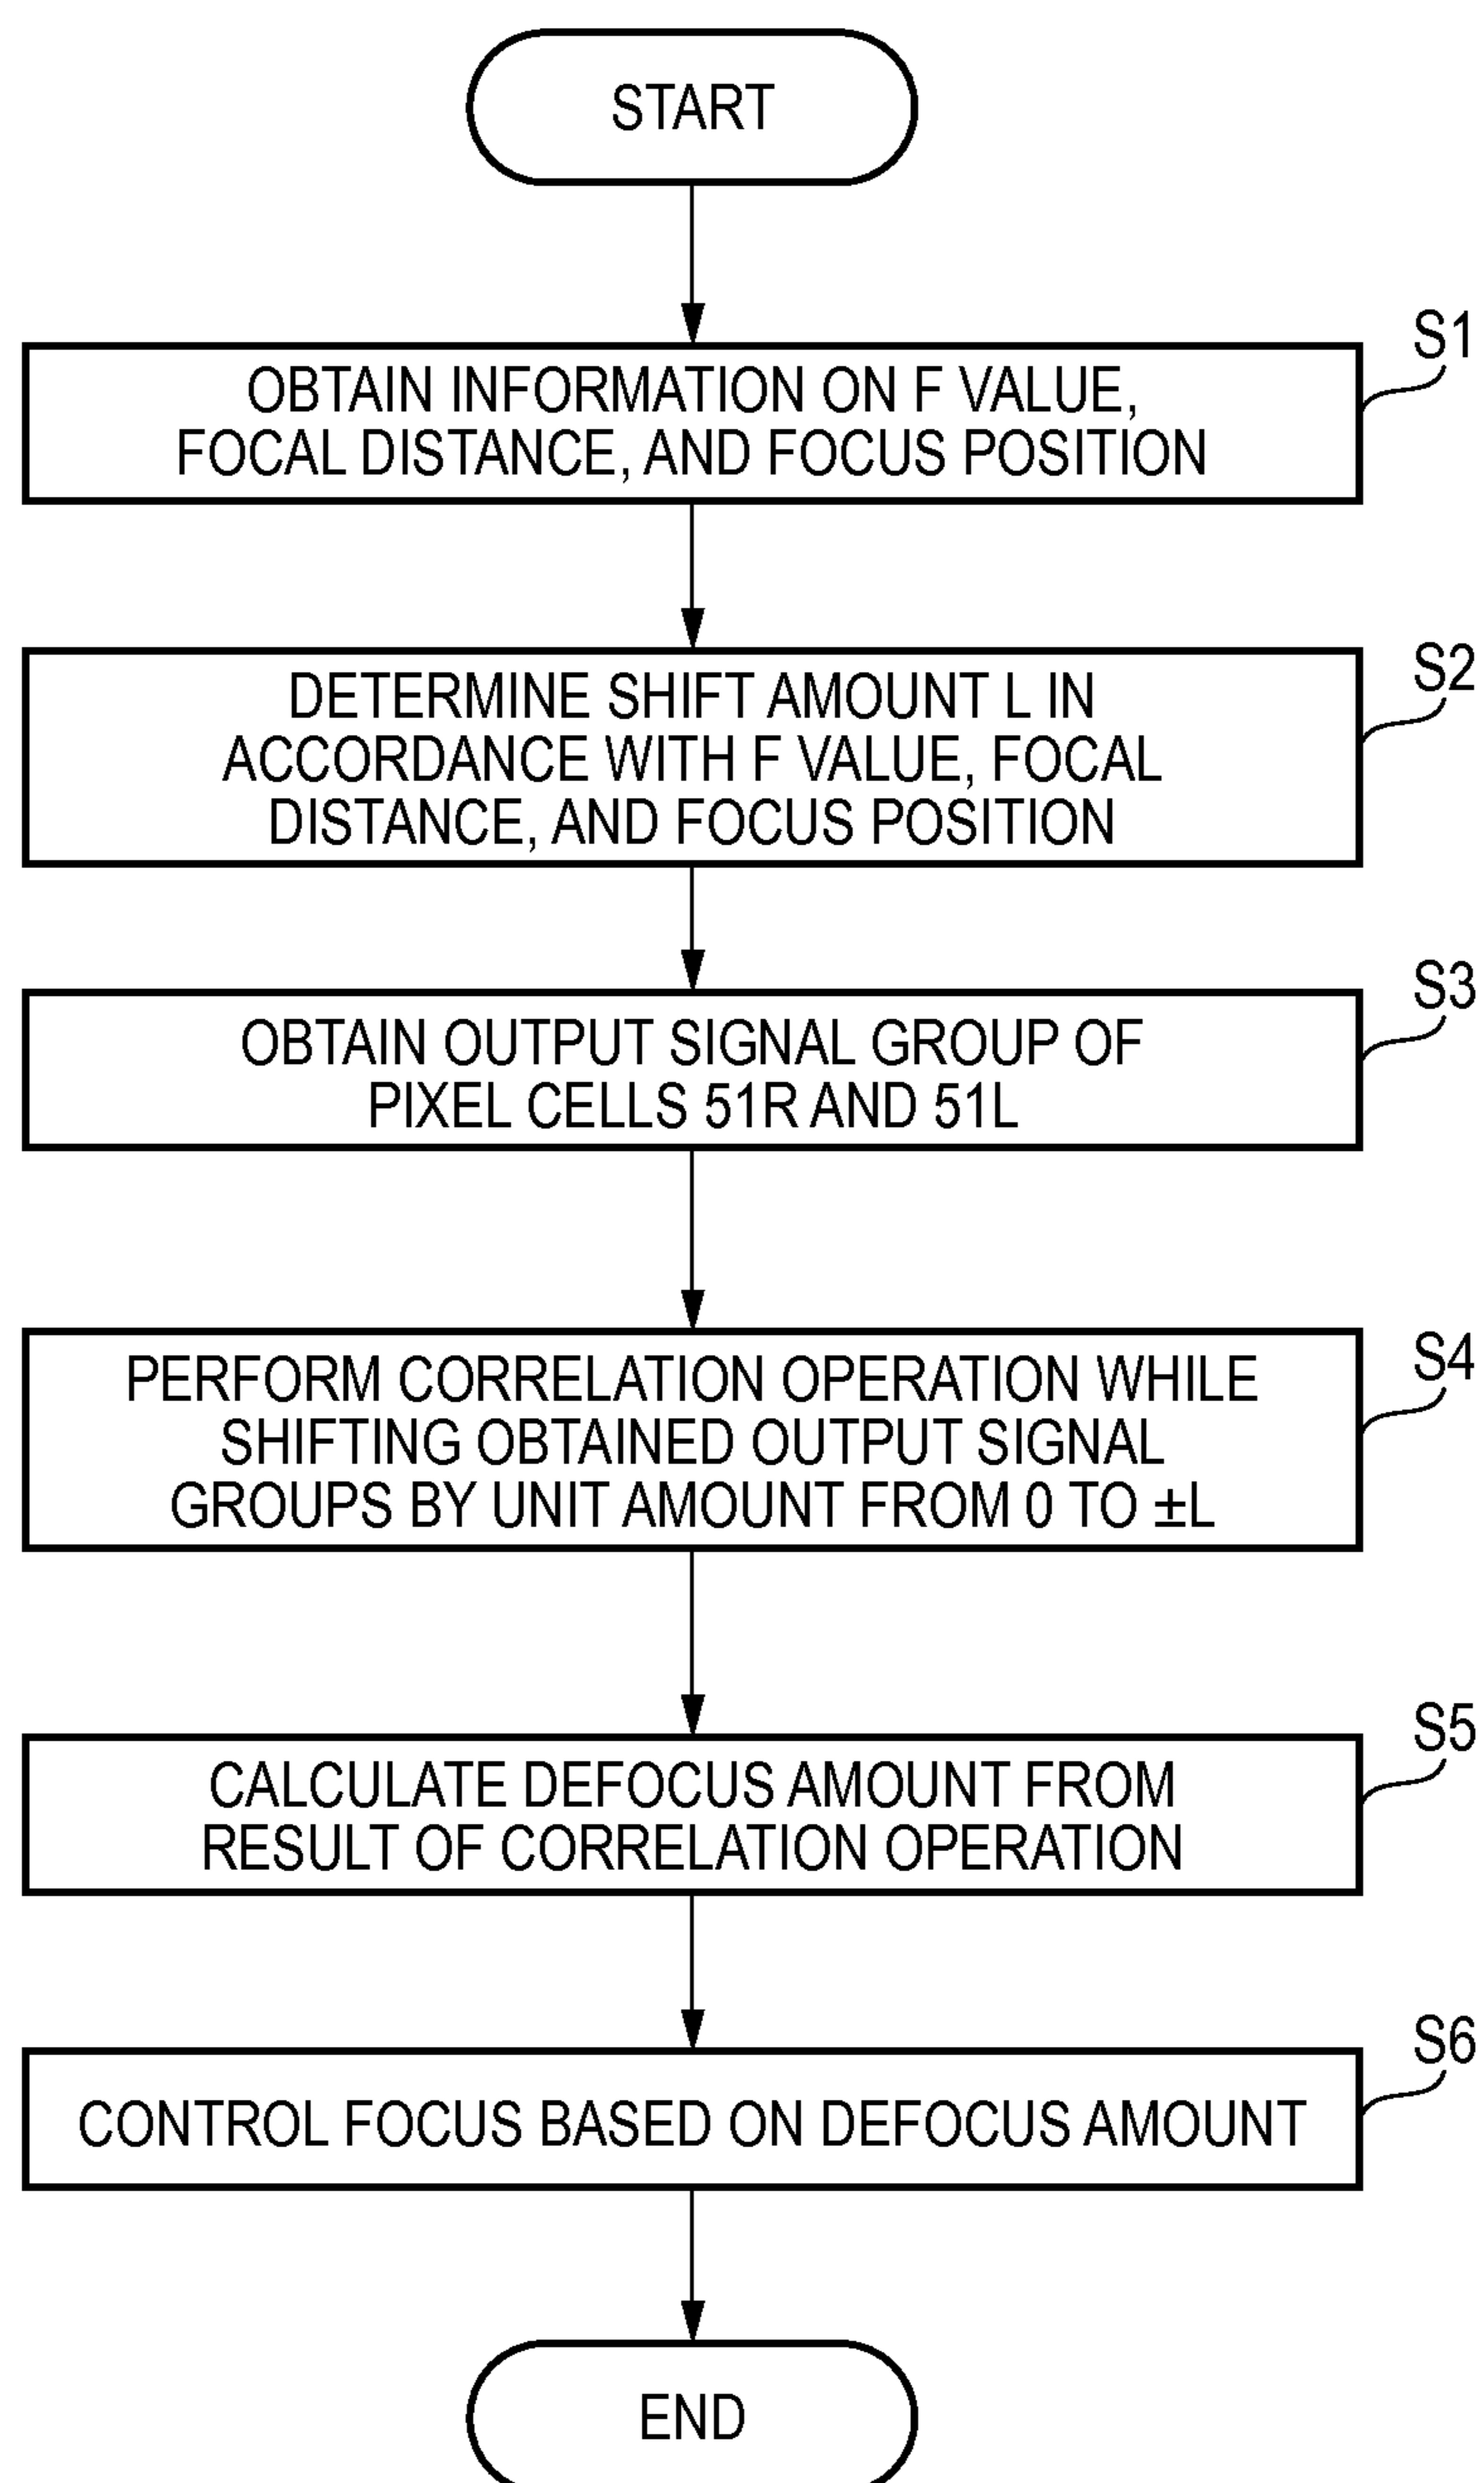 START
S1
OBTAIN INFORMATION ON F VALUE,
FOCAL DISTANCE, AND FOCUS POSITION
S2
DETERMINE SHIFT AMOUNT L IN
ACCORDANCE WITH F VALUE, FOCAL
DISTANCE, AND FOCUS POSITION
S3
OBTAIN OUTPUT SIGNAL GROUP OF
PIXEL CELLS 51R AND 51L
S4
PERFORM CORRELATION OPERATION WHILE
SHIFTING OBTAINED OUTPUT SIGNAL
GROUPS BY UNIT AMOUNT FROM 0 TO ±L
S5
CALCULATE DEFOCUS AMOUNT FROM
RESULT OF CORRELATION OPERATION
S6
CONTROL FOCUS BASED ON DEFOCUS AMOUNT
END